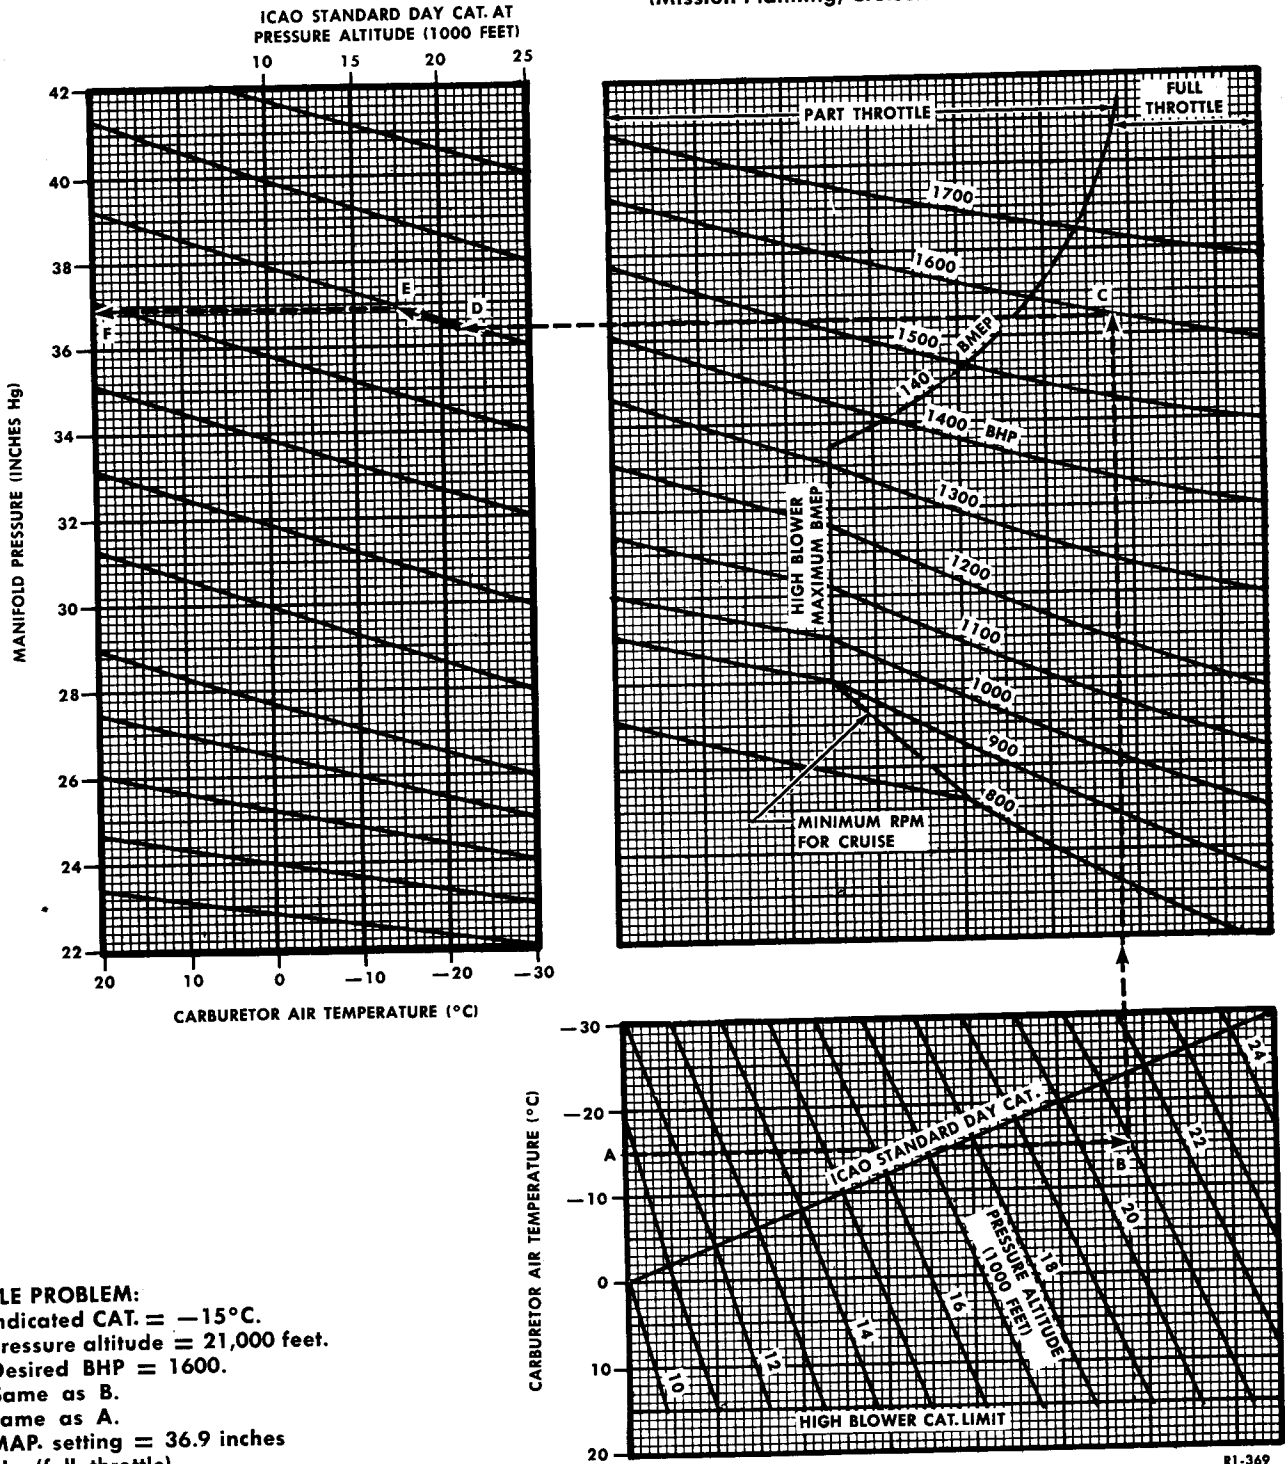 ICAO STANDARD DAY CAT. AT
PRESSURE ALTITUDE (1000 FEET)
10 15 20 25
42
40
38
36
34
32
30
28
26
24
22
MANIFOLD PRESSURE (INCHES Hg)
E
D
F
20 10 0 —10 —20 —30
CARBURETOR AIR TEMPERATURE (°C)
PART THROTTLE
FULL
THROTTLE
1700
1600
C
1500
BMEP
140
1400 BHP
1300
HIGH BLOWER
MAXIMUM BMEP
1200
1100
1000
900
800
MINIMUM RPM
FOR CRUISE
—30
—20
A
—10
0
10
20
CARBURETOR AIR TEMPERATURE (°C)
ICAO STANDARD DAY CAT.
B
24
22
20
18
PRESSURE ALTITUDE
(1000 FEET)
16
14
12
10
HIGH BLOWER CAT. LIMIT
LE PROBLEM:
ndicated CAT. = —15°C.
ressure altitude = 21,000 feet.
Desired BHP = 1600.
Same as B.
ame as A.
MAP. setting = 36.9 inches
R1-369